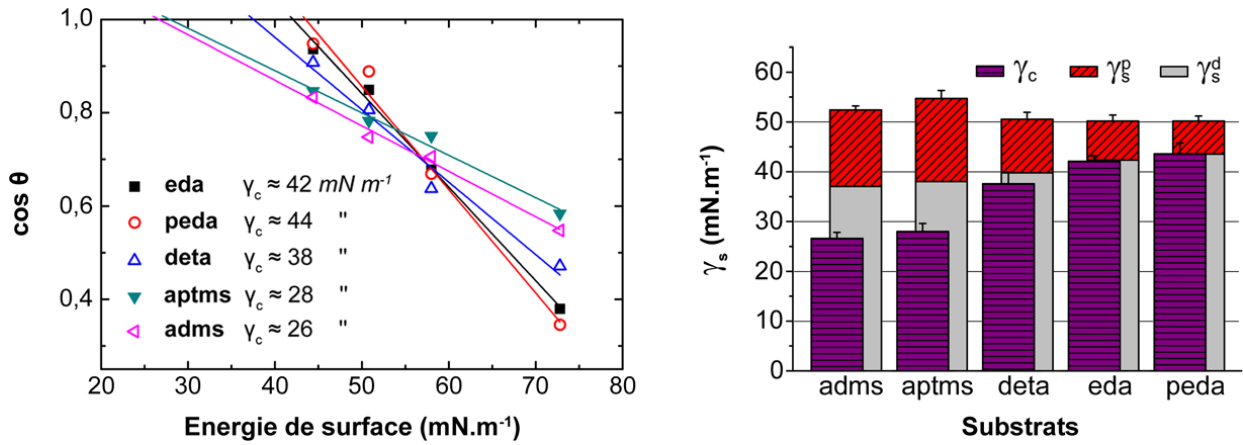 1,0
0,8
0,6
0,4
cos θ
eda γc ≈ 42 mN m-1
peda γc ≈ 44 "
deta γc ≈ 38 "
aptms γc ≈ 28 "
adms γc ≈ 26 "
20 30 40 50 60 70 80
Energie de surface (mN.m-1)
γc γsp γsd
60
50
40
30
20
10
0
γs (mN.m-1)
adms aptms deta eda peda
Substrats